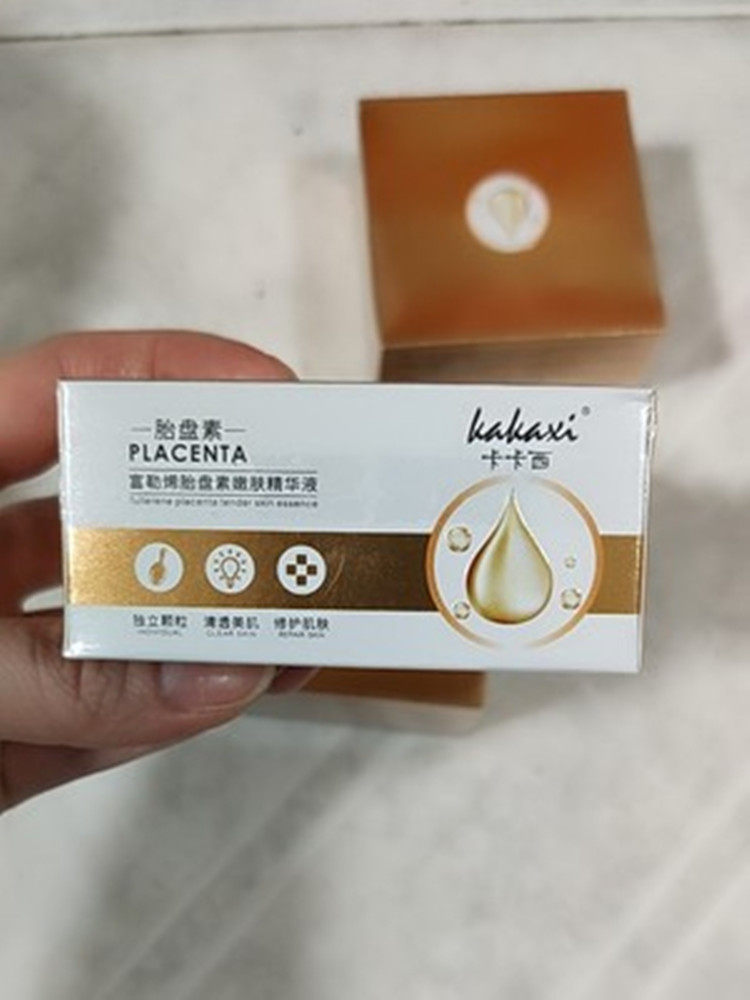 —胎盘素—
PLACENTA
富勒烯胎盘素嫩肤精华液
fullerene placenta tender skin essence
kakaxi®
卡卡西
独立颗粒 清透美肌 修护肌肤
INDIVIDUAL CLEAR SKIN REPAIR SKIN